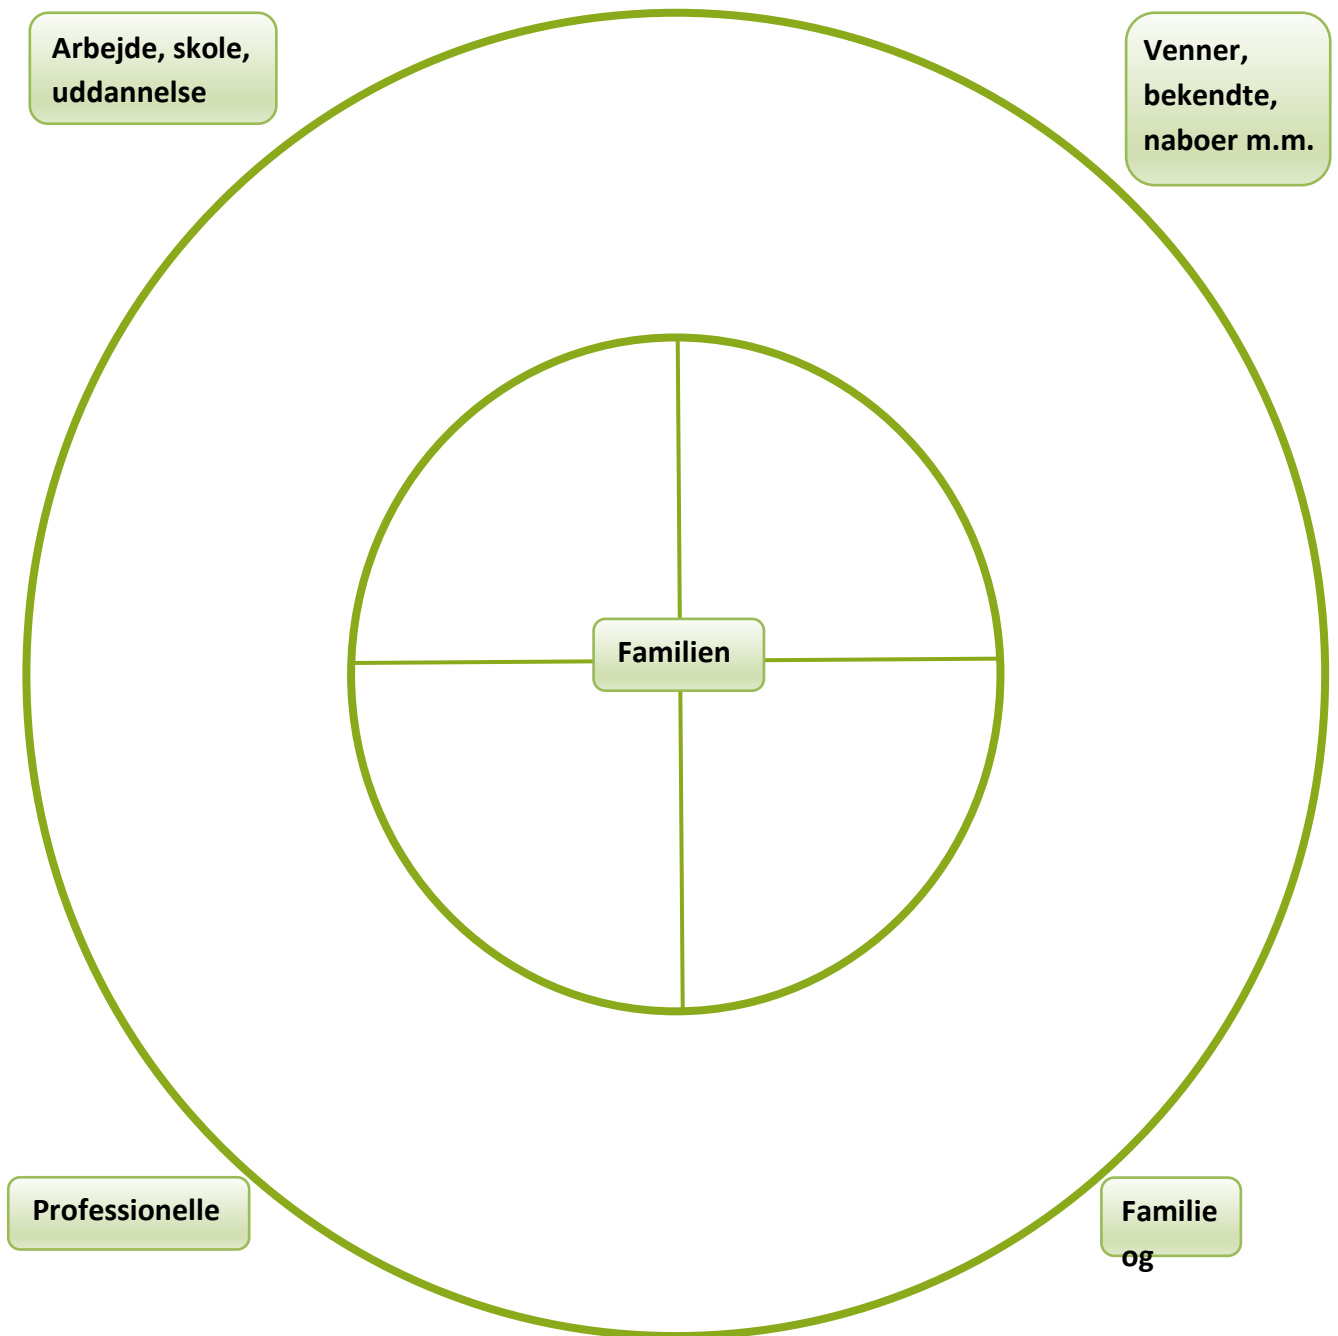 Arbejde, skole,
uddannelse
Venner,
bekendte,
naboer m.m.
Familien
Professionelle
Familie
og